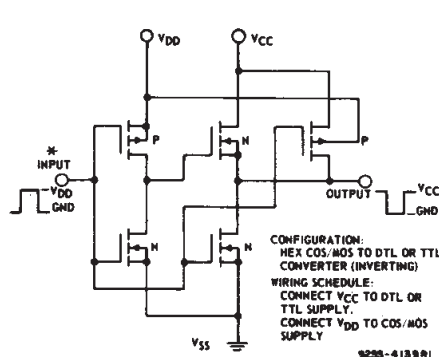 VDD
VCC
P
N
P
*
INPUT
VDD
GND
OUTPUT
VCC
GND
N
N
CONFIGURATION:
HEX COS/MOS TO DTL OR TTL
CONVERTER (INVERTING)
WIRING SCHEDULE:
CONNECT VCC TO DTL OR
TTL SUPPLY.
CONNECT VDD TO COS/MOS
SUPPLY
VSS